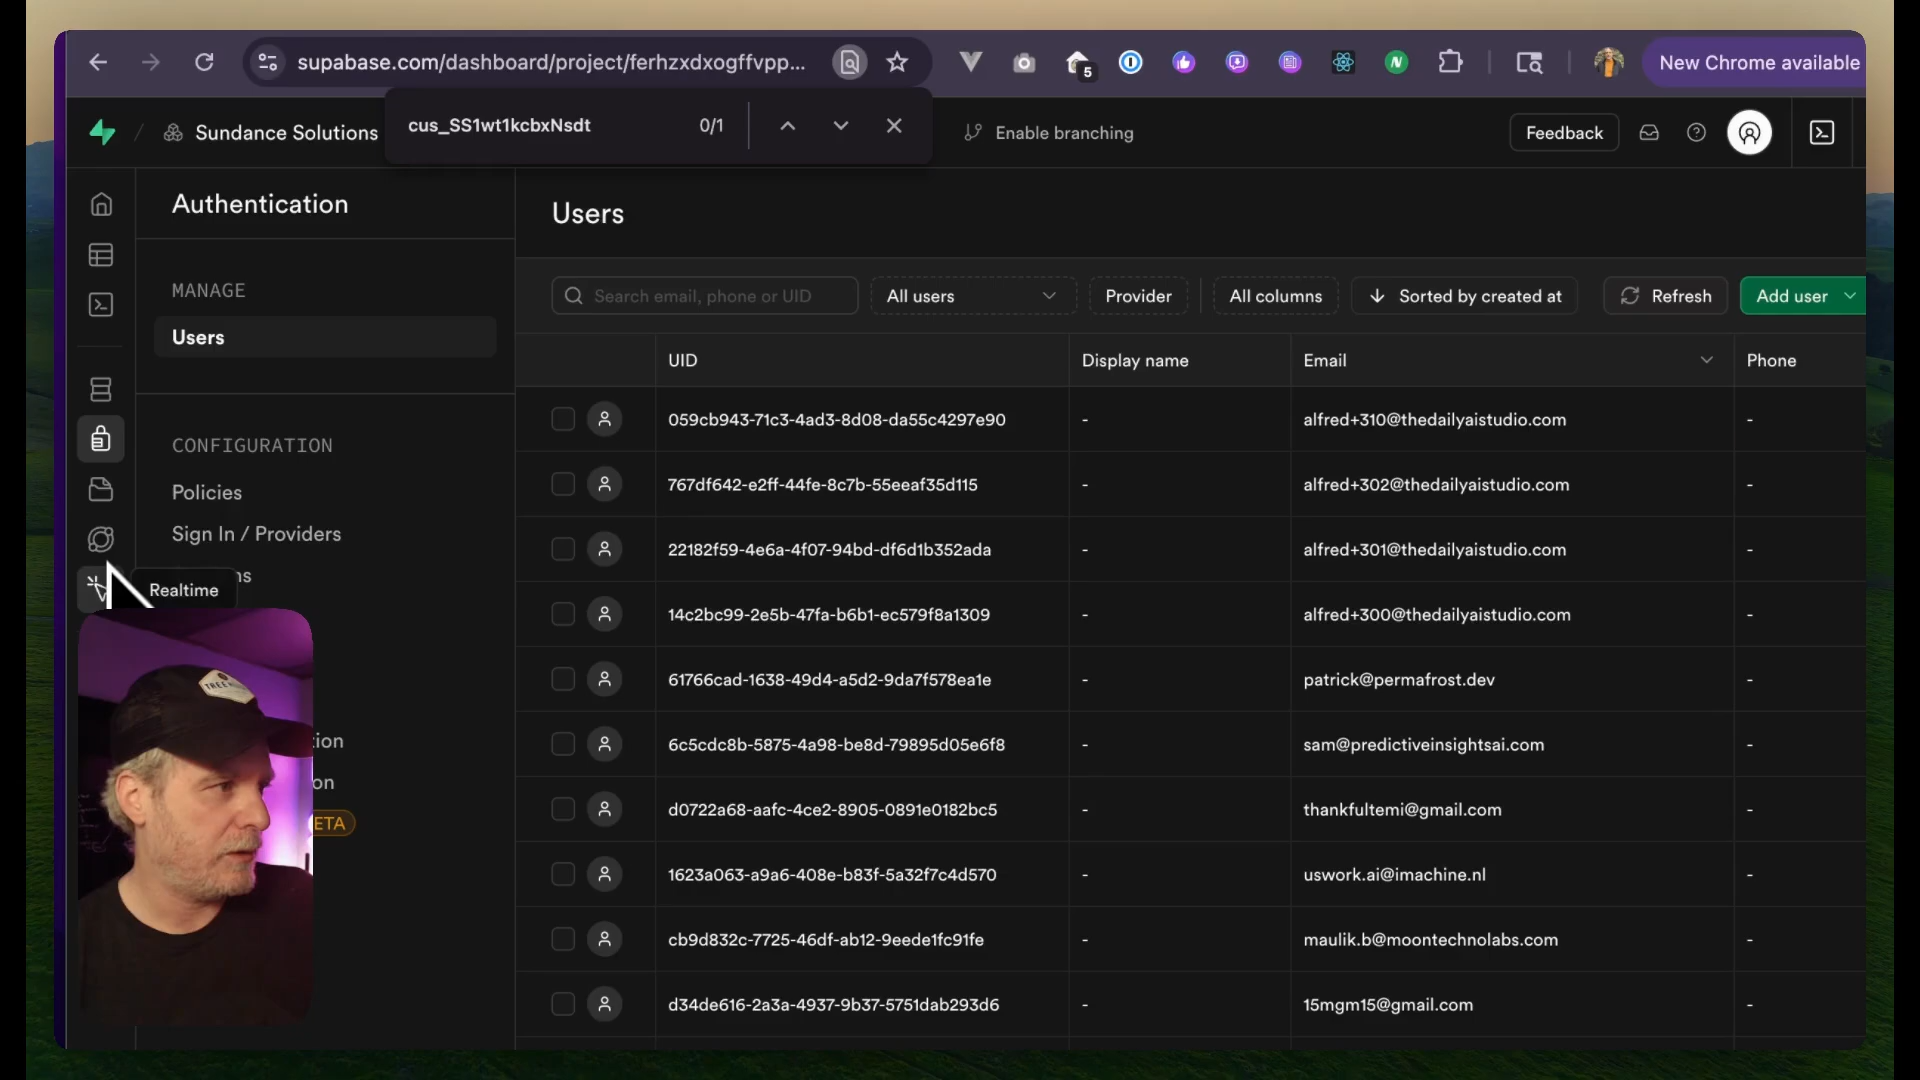 supabase.com/dashboard/project/ferhzxdxogffvpp...
5
New Chrome available
cus_SS1wt1kcbxNsdt
0/1
Sundance Solutions
Enable branching
Feedback
Authentication
MANAGE
Users
CONFIGURATION
Policies
Sign In / Providers
ns
Realtime
tion
on
ETA
TREE
Users
Search email, phone or UID
All users
Provider
All columns
Sorted by created at
Refresh
Add user
UID
Display name
Email
Phone
059cb943-71c3-4ad3-8d08-da55c4297e90
-
alfred+310@thedailyaistudio.com
-
767df642-e2ff-44fe-8c7b-55eeaf35d115
-
alfred+302@thedailyaistudio.com
-
22182f59-4e6a-4f07-94bd-df6d1b352ada
-
alfred+301@thedailyaistudio.com
-
14c2bc99-2e5b-47fa-b6b1-ec579f8a1309
-
alfred+300@thedailyaistudio.com
-
61766cad-1638-49d4-a5d2-9da7f578ea1e
-
patrick@permafrost.dev
-
6c5cdc8b-5875-4a98-be8d-79895d05e6f8
-
sam@predictiveinsightsai.com
-
d0722a68-aafc-4ce2-8905-0891e0182bc5
-
thankfultemi@gmail.com
-
1623a063-a9a6-408e-b83f-5a32f7c4d570
-
uswork.ai@imachine.nl
-
cb9d832c-7725-46df-ab12-9eede1fc91fe
-
maulik.b@moontechnolabs.com
-
d34de616-2a3a-4937-9b37-5751dab293d6
-
15mgm15@gmail.com
-